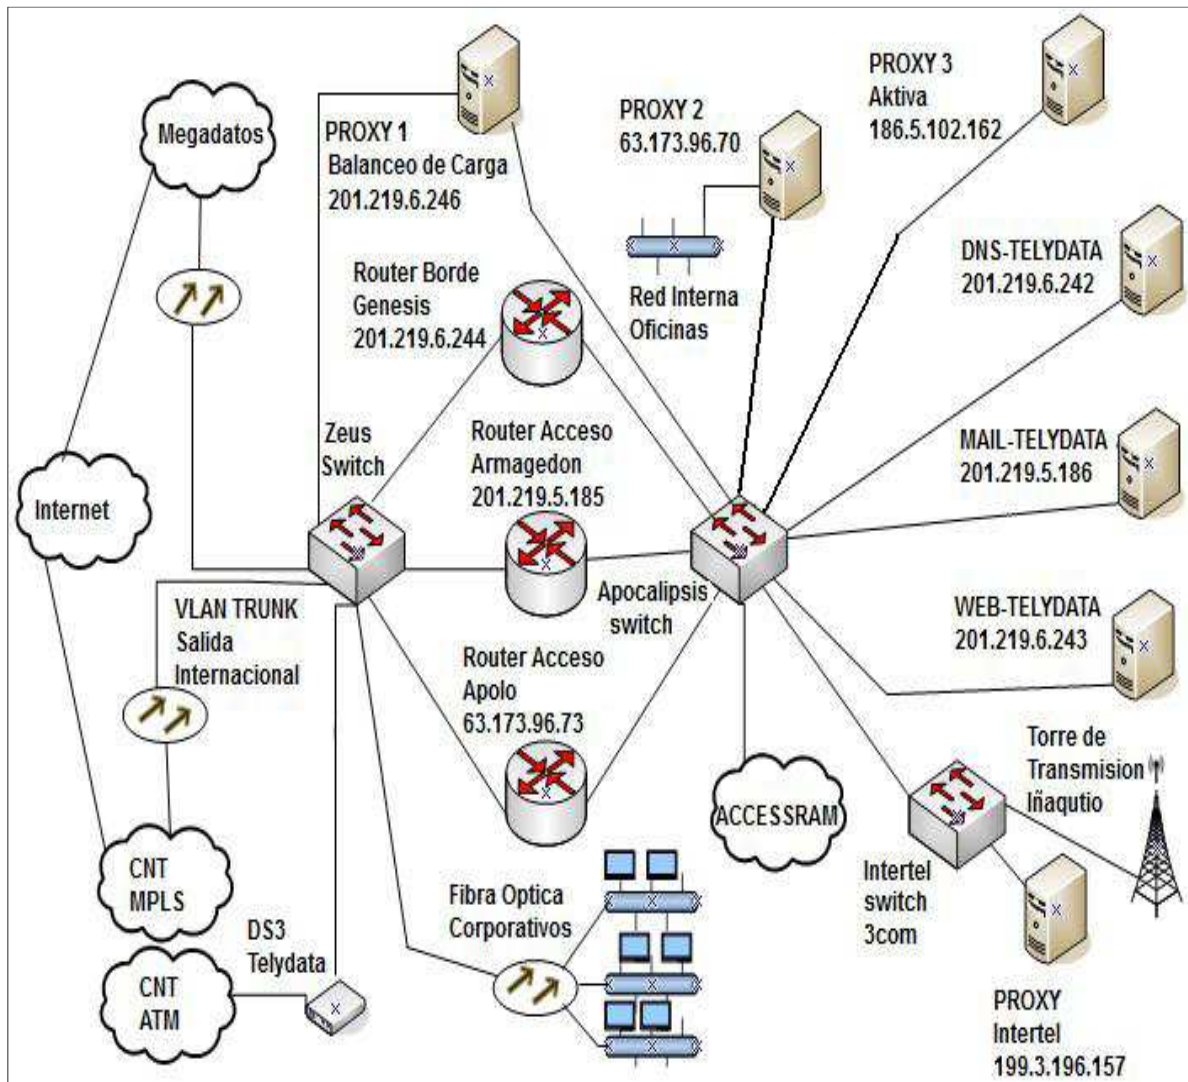 Megadatos
PROXY 1
Balanceo de Carga
201.219.6.246
PROXY 2
63.173.96.70
PROXY 3
Aktiva
186.5.102.162
Router Borde
Genesis
201.219.6.244
Red Interna
Oficinas
DNS-TELYDATA
201.219.6.242
Internet
Zeus
Switch
Router Acceso
Armagedon
201.219.5.185
MAIL-TELYDATA
201.219.5.186
VLAN TRUNK
Salida
Internacional
Apocalipsis
switch
Router Acceso
Apolo
63.173.96.73
WEB-TELYDATA
201.219.6.243
ACCESSRAM
Torre de
Transmision
Iñaqutio
CNT
MPLS
Fibra Optica
Corporativos
Intertel
switch
3com
DS3
Telydata
CNT
ATM
PROXY
Intertel
199.3.196.157